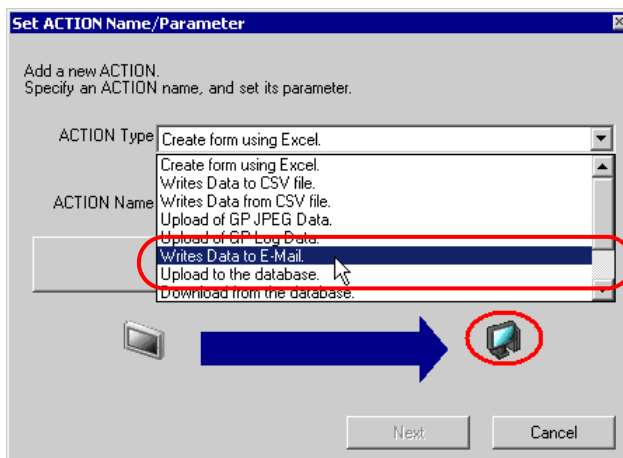 Set ACTION Name/Parameter
Add a new ACTION.
Specify an ACTION name, and set its parameter.
ACTION Type
Create form using Excel.
Create form using Excel.
Writes Data to CSV file.
ACTION Name
Writes Data from CSV file.
Upload of GP JPEG Data.
Upload of GP Log Data.
Writes Data to E-Mail.
Upload to the database.
Download from the database.
Next
Cancel